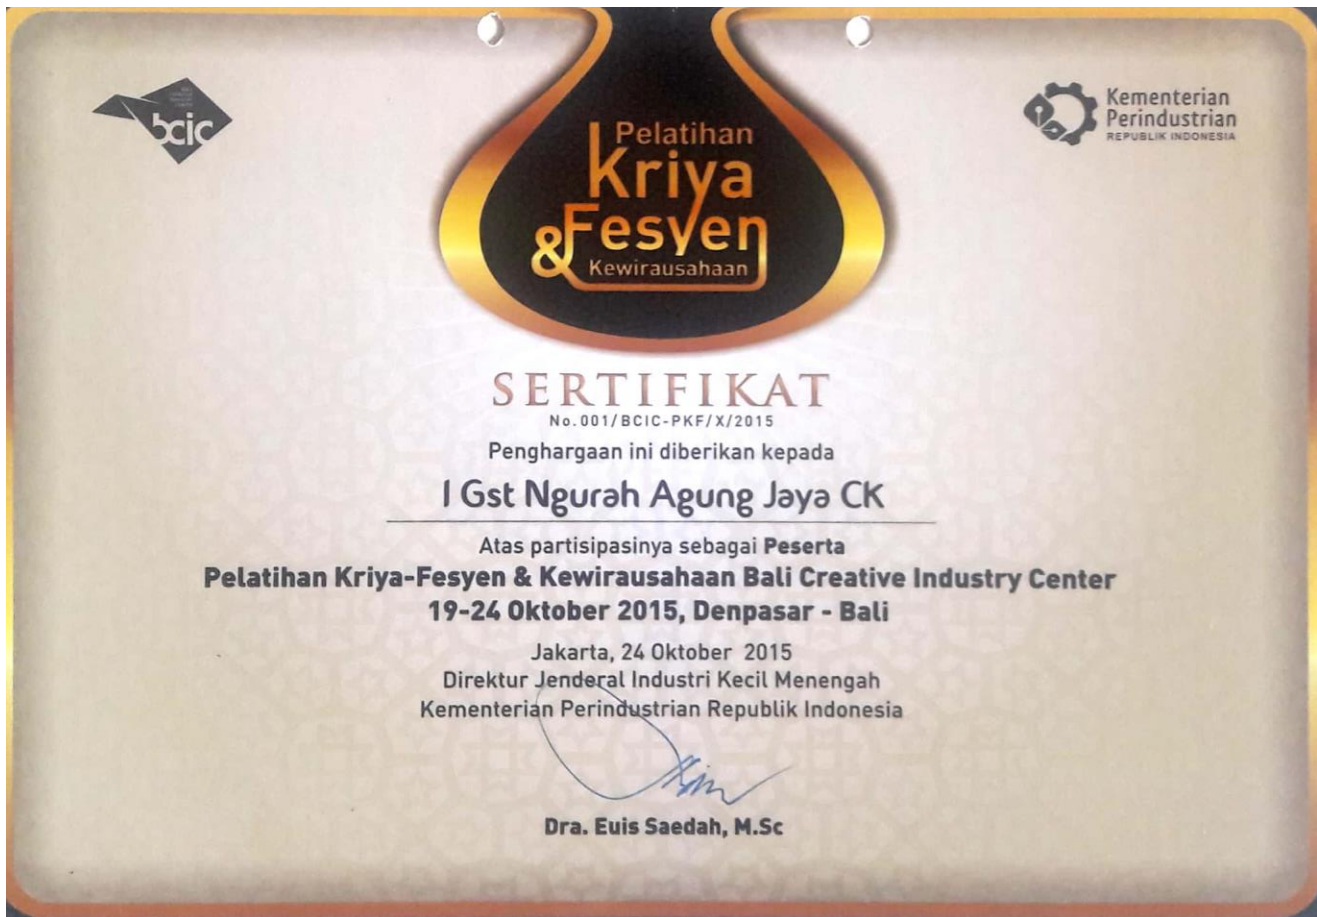 bcic
Kementerian
Perindustrian
REPUBLIK INDONESIA
Pelatihan
Kriya
&Fesyen
Kewirausahaan
SERTIFIKAT
No.001/BCIC-PKF/X/2015
Penghargaan ini diberikan kepada
I Gst Ngurah Agung Jaya CK
Atas partisipasinya sebagai Peserta
Pelatihan Kriya-Fesyen & Kewirausahaan Bali Creative Industry Center
19-24 Oktober 2015, Denpasar - Bali
Jakarta, 24 Oktober 2015
Direktur Jenderal Industri Kecil Menengah
Kementerian Perindustrian Republik Indonesia
Dra. Euis Saedah, M.Sc